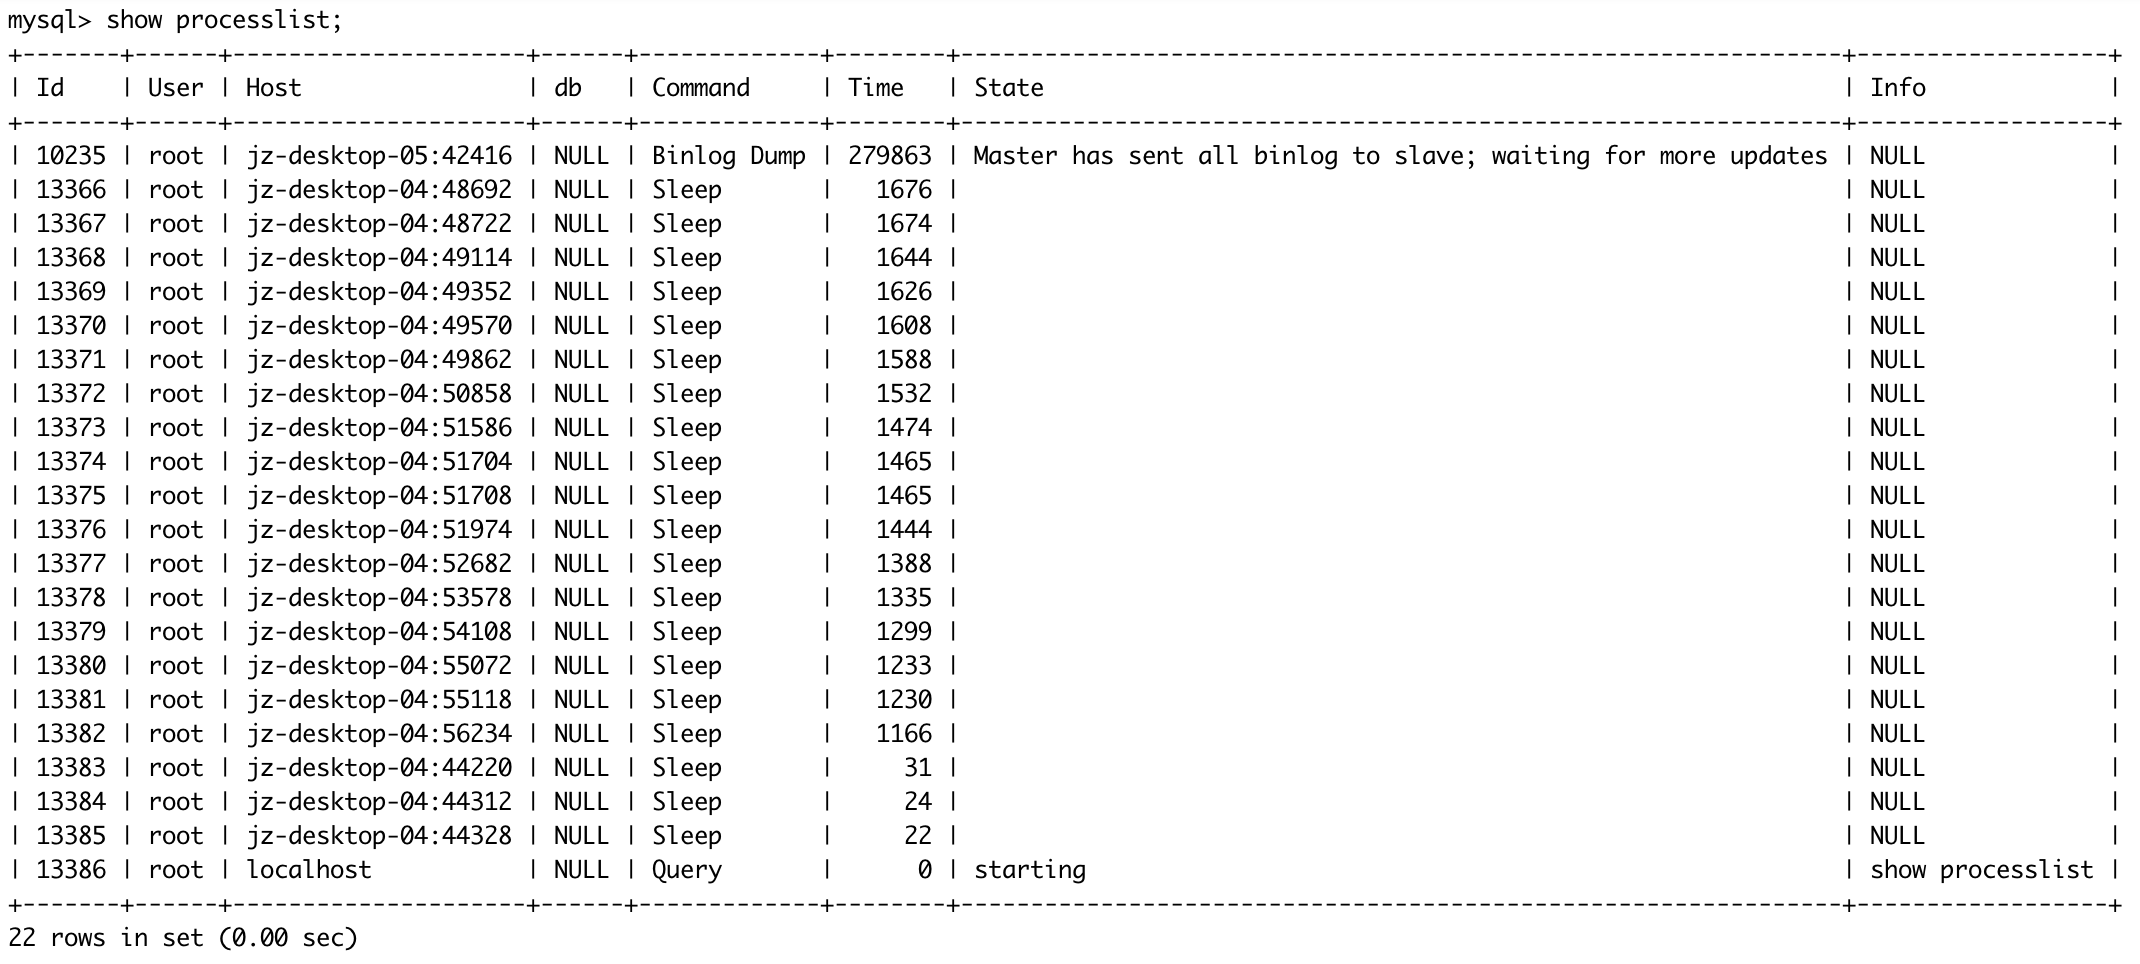 mysql> show processlist;
+-------+------+---------------------+------+-------------+--------+---------------------------------------------------------------+------------------+
| Id    | User | Host                | db   | Command     | Time   | State                                                         | Info             |
+-------+------+---------------------+------+-------------+--------+---------------------------------------------------------------+------------------+
| 10235 | root | jz-desktop-05:42416 | NULL | Binlog Dump | 279863 | Master has sent all binlog to slave; waiting for more updates | NULL             |
| 13366 | root | jz-desktop-04:48692 | NULL | Sleep       |   1676 |                                                               | NULL             |
| 13367 | root | jz-desktop-04:48722 | NULL | Sleep       |   1674 |                                                               | NULL             |
| 13368 | root | jz-desktop-04:49114 | NULL | Sleep       |   1644 |                                                               | NULL             |
| 13369 | root | jz-desktop-04:49352 | NULL | Sleep       |   1626 |                                                               | NULL             |
| 13370 | root | jz-desktop-04:49570 | NULL | Sleep       |   1608 |                                                               | NULL             |
| 13371 | root | jz-desktop-04:49862 | NULL | Sleep       |   1588 |                                                               | NULL             |
| 13372 | root | jz-desktop-04:50858 | NULL | Sleep       |   1532 |                                                               | NULL             |
| 13373 | root | jz-desktop-04:51586 | NULL | Sleep       |   1474 |                                                               | NULL             |
| 13374 | root | jz-desktop-04:51704 | NULL | Sleep       |   1465 |                                                               | NULL             |
| 13375 | root | jz-desktop-04:51708 | NULL | Sleep       |   1465 |                                                               | NULL             |
| 13376 | root | jz-desktop-04:51974 | NULL | Sleep       |   1444 |                                                               | NULL             |
| 13377 | root | jz-desktop-04:52682 | NULL | Sleep       |   1388 |                                                               | NULL             |
| 13378 | root | jz-desktop-04:53578 | NULL | Sleep       |   1335 |                                                               | NULL             |
| 13379 | root | jz-desktop-04:54108 | NULL | Sleep       |   1299 |                                                               | NULL             |
| 13380 | root | jz-desktop-04:55072 | NULL | Sleep       |   1233 |                                                               | NULL             |
| 13381 | root | jz-desktop-04:55118 | NULL | Sleep       |   1230 |                                                               | NULL             |
| 13382 | root | jz-desktop-04:56234 | NULL | Sleep       |   1166 |                                                               | NULL             |
| 13383 | root | jz-desktop-04:44220 | NULL | Sleep       |     31 |                                                               | NULL             |
| 13384 | root | jz-desktop-04:44312 | NULL | Sleep       |     24 |                                                               | NULL             |
| 13385 | root | jz-desktop-04:44328 | NULL | Sleep       |     22 |                                                               | NULL             |
| 13386 | root | localhost           | NULL | Query       |      0 | starting                                                      | show processlist |
+-------+------+---------------------+------+-------------+--------+---------------------------------------------------------------+------------------+
22 rows in set (0.00 sec)